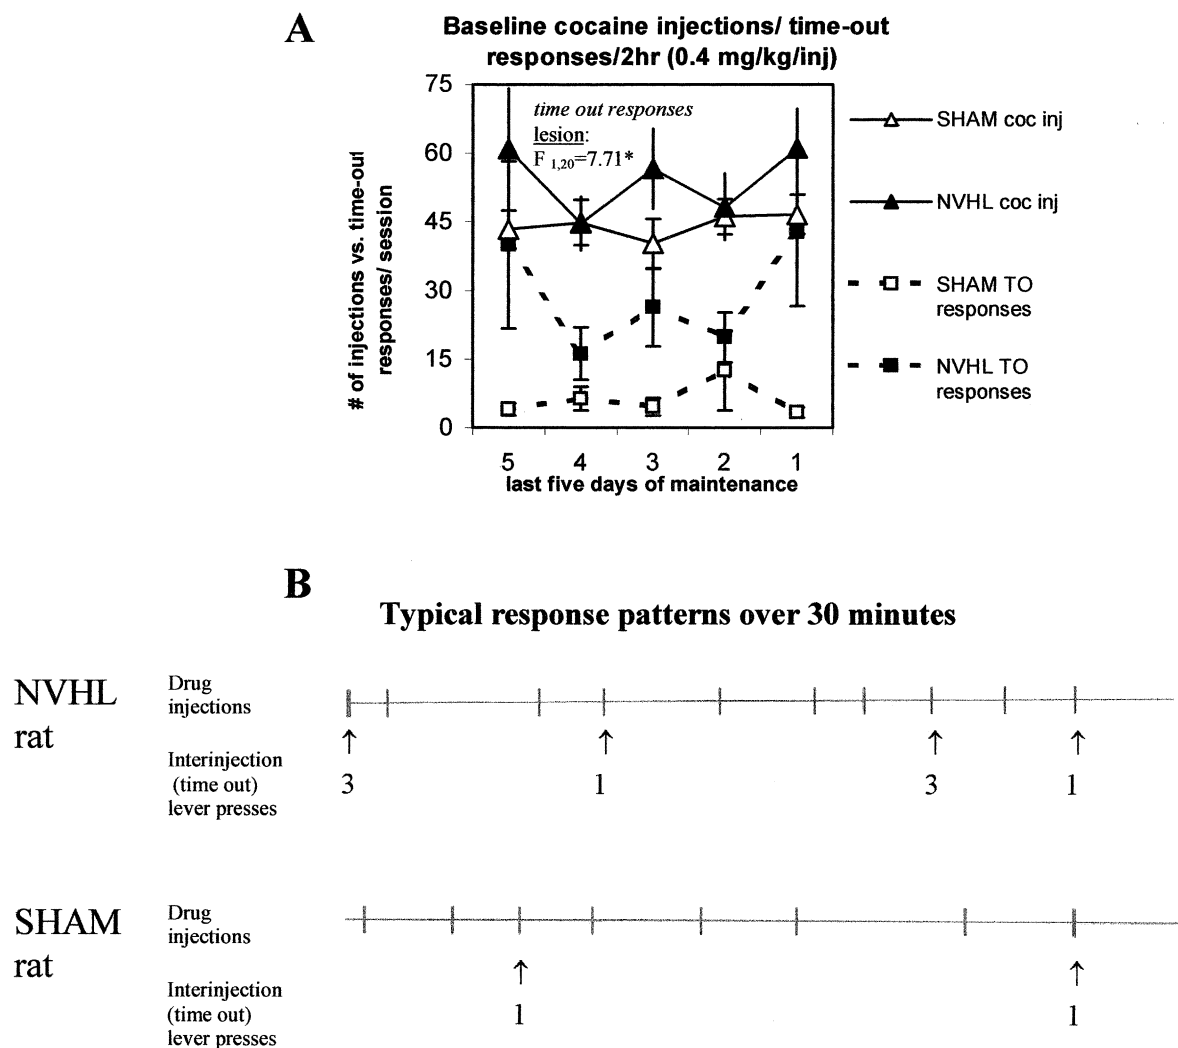 A
Baseline cocaine injections/ time-out
responses/2hr (0.4 mg/kg/inj)
# of injections vs. time-out
responses/ session
75
60
45
30
15
0
time out responses
lesion:
F 1,20=7.71*
5 4 3 2 1
last five days of maintenance
SHAM coc inj
NVHL coc inj
SHAM TO
responses
NVHL TO
responses
B
Typical response patterns over 30 minutes
NVHL
rat
Drug
injections
Interinjection
(time out)
lever presses
3 1 3 1
SHAM
rat
Drug
injections
Interinjection
(time out)
lever presses
1 1